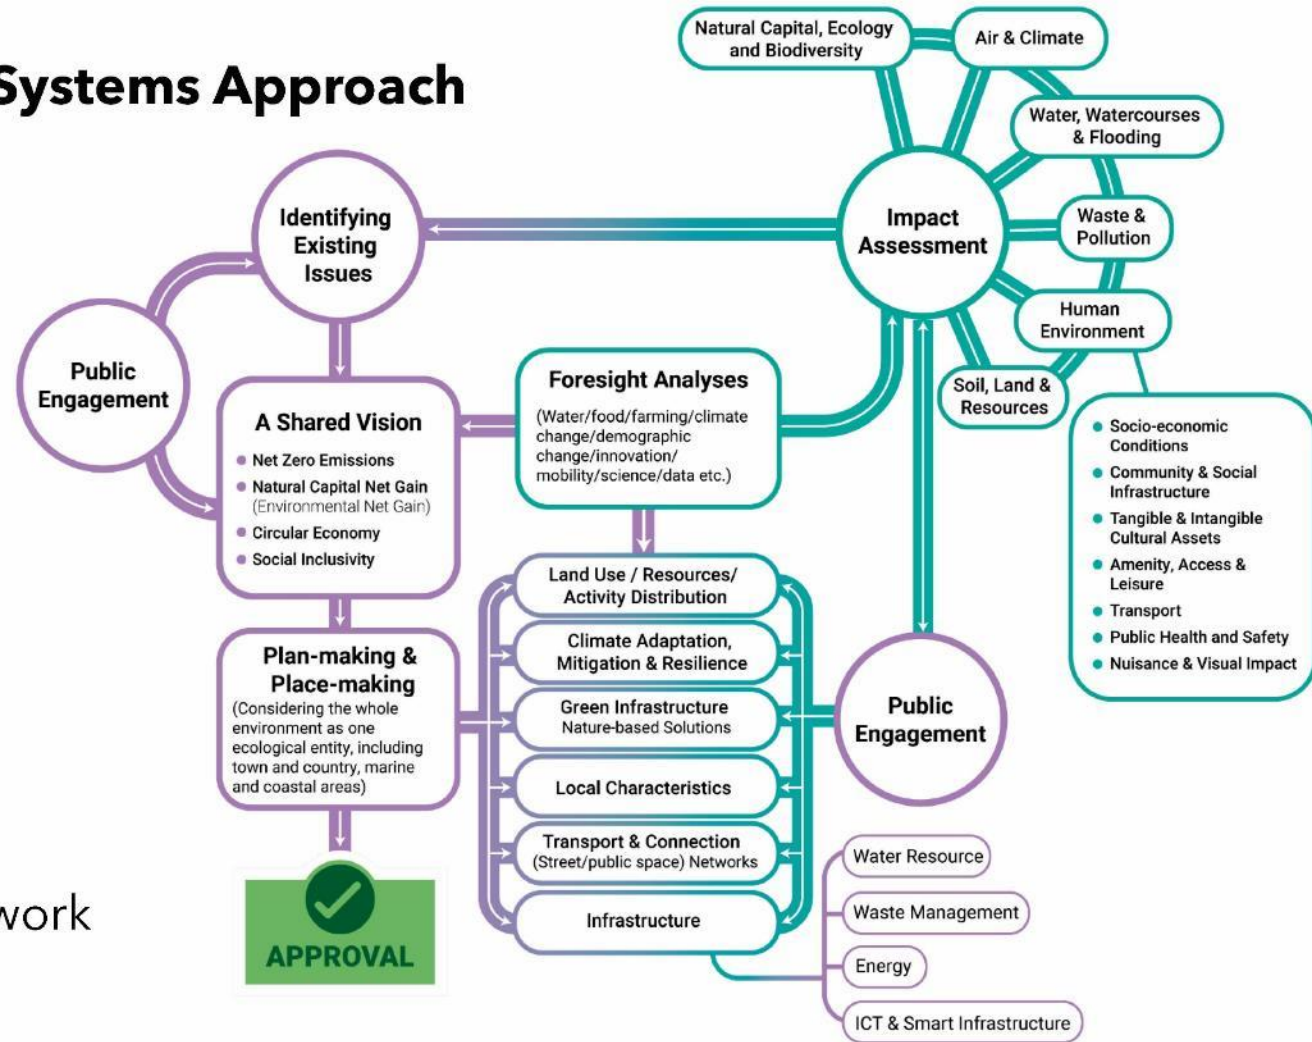 Systems Approach
Natural Capital, Ecology
and Biodiversity
Air & Climate
Water, Watercourses
& Flooding
Waste &
Pollution
Human
Environment
Soil, Land &
Resources
Impact
Assessment
Identifying
Existing
Issues
Public
Engagement
A Shared Vision
Net Zero Emissions
Natural Capital Net Gain
(Environmental Net Gain)
Circular Economy
Social Inclusivity
Foresight Analyses
(Water/food/farming/climate
change/demographic
change/innovation/
mobility/science/data etc.)
Socio-economic
Conditions
Community & Social
Infrastructure
Tangible & Intangible
Cultural Assets
Amenity, Access &
Leisure
Transport
Public Health and Safety
Nuisance & Visual Impact
Plan-making &
Place-making
(Considering the whole
environment as one
ecological entity, including
town and country, marine
and coastal areas)
Land Use / Resources/
Activity Distribution
Climate Adaptation,
Mitigation & Resilience
Green Infrastructure
Nature-based Solutions
Local Characteristics
Transport & Connection
(Street/public space) Networks
Infrastructure
Public
Engagement
work
APPROVAL
Water Resource
Waste Management
Energy
ICT & Smart Infrastructure